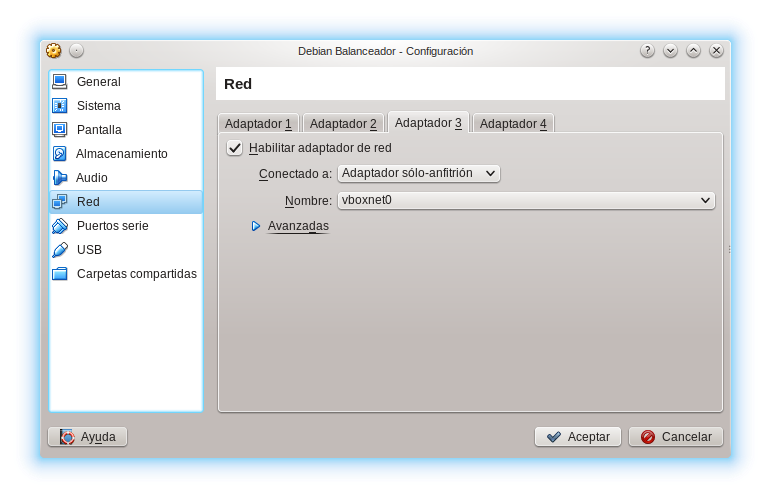 Debian Balanceador - Configuración
General
Sistema
Pantalla
Almacenamiento
Audio
Red
Puertos serie
USB
Carpetas compartidas
Red
Adaptador 1 Adaptador 2 Adaptador 3 Adaptador 4
Habilitar adaptador de red
Conectado a: Adaptador sólo-anfitrión
Nombre: vboxnet0
Avanzadas
Ayuda Aceptar Cancelar